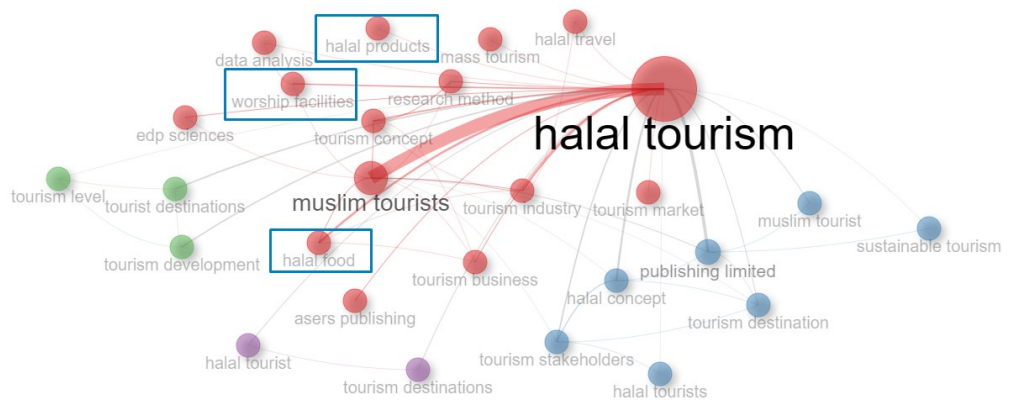 halal travel
halal products
mass tourism
data analysis
worship facilities
research method
edp sciences
tourism concept
halal tourism
tourism level
tourist destinations
muslim tourists
tourism industry
tourism market
muslim tourist
sustainable tourism
tourism development
halal food
tourism business
publishing limited
halal concept
asers publishing
tourism destination
halal tourist
tourism stakeholders
tourism destinations
halal tourists